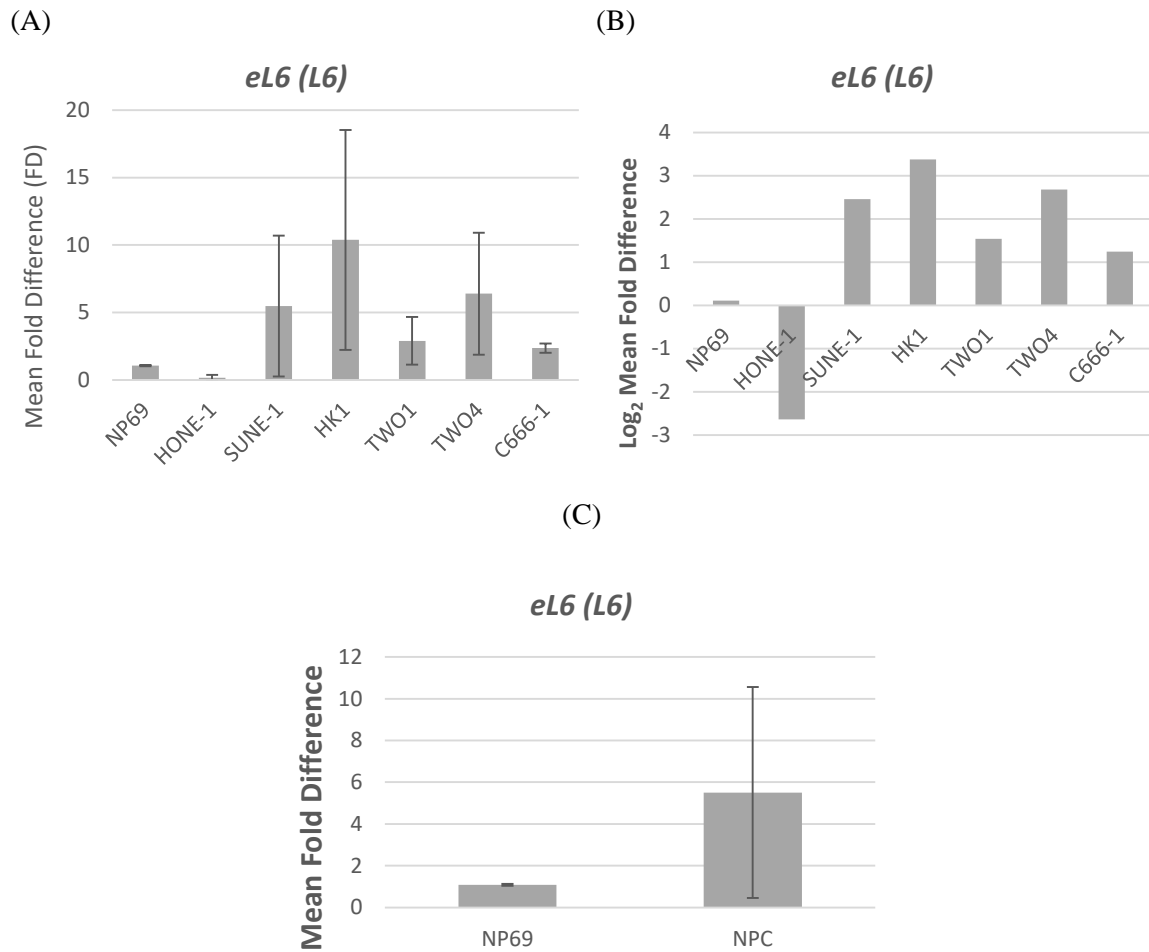 (A)
eL6 (L6)
Mean Fold Difference (FD)
20
15
10
5
0
NP69
HONE-1
SUNE-1
HK1
TWO1
TWO4
C666-1
(B)
eL6 (L6)
Log₂ Mean Fold Difference
4
3
2
1
0
-1
-2
-3
NP69
HONE-1
SUNE-1
HK1
TWO1
TWO4
C666-1
(C)
eL6 (L6)
Mean Fold Difference
12
10
8
6
4
2
0
NP69
NPC